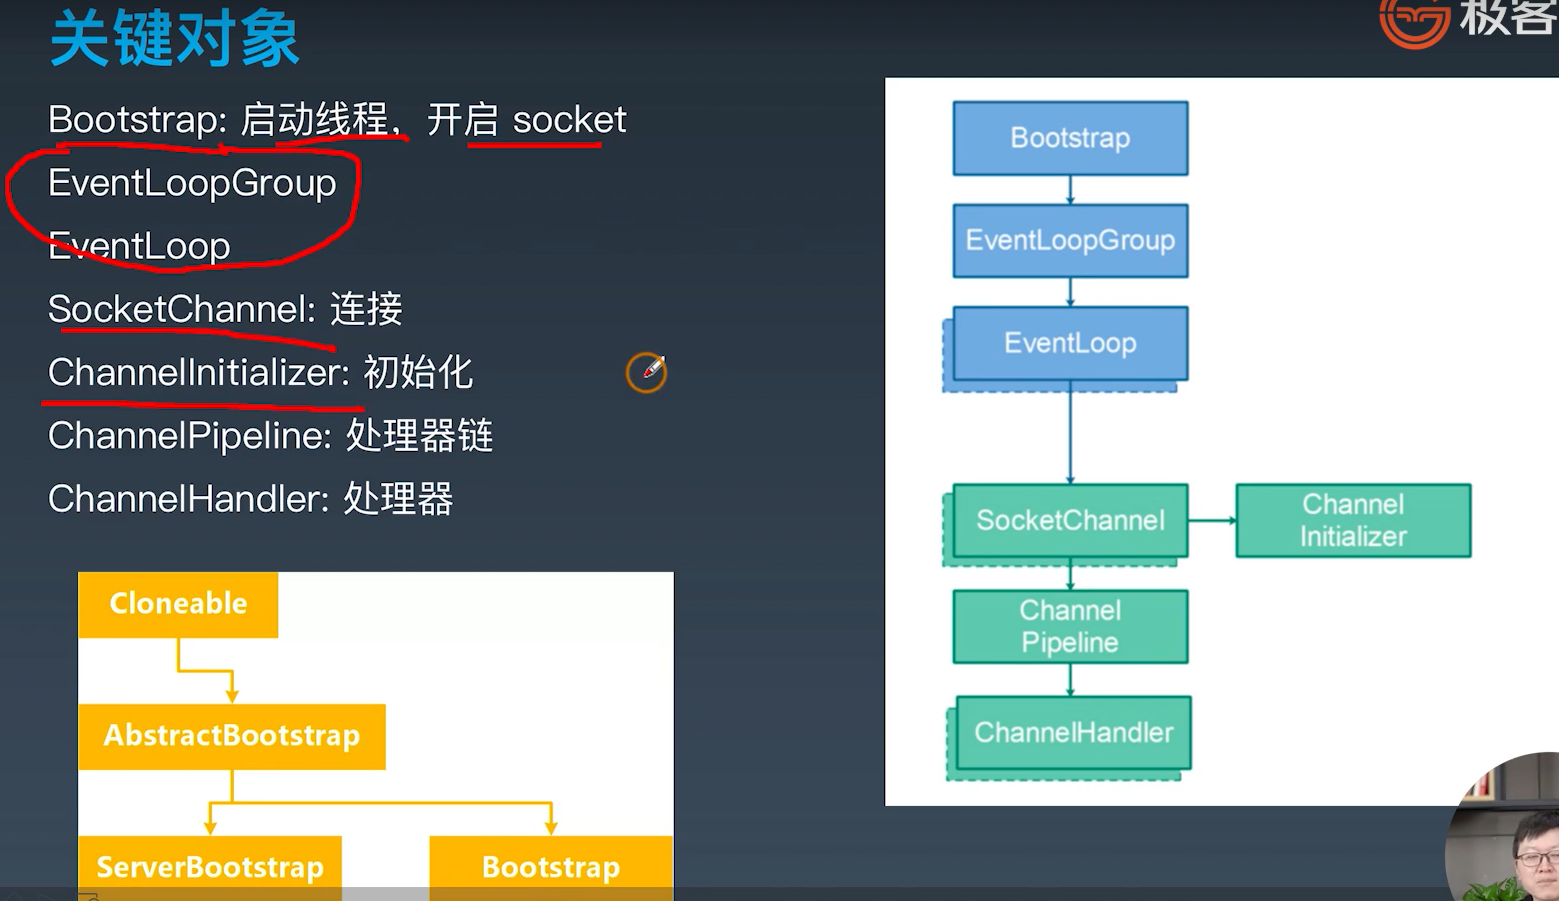 关键对象
极客
Bootstrap: 启动线程，开启 socket
EventLoopGroup
EventLoop
SocketChannel: 连接
ChannelInitializer: 初始化
ChannelPipeline: 处理器链
ChannelHandler: 处理器
Cloneable
AbstractBootstrap
ServerBootstrap
Bootstrap
Bootstrap
EventLoopGroup
EventLoop
SocketChannel
Channel
Initializer
Channel
Pipeline
ChannelHandler